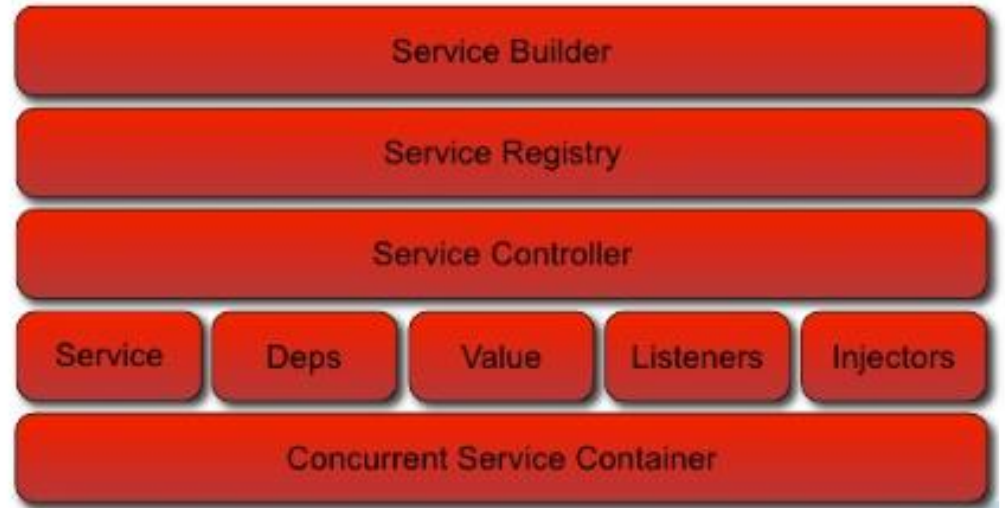 Service Builder
Service Registry
Service Controller
Service Deps Value Listeners Injectors
Concurrent Service Container